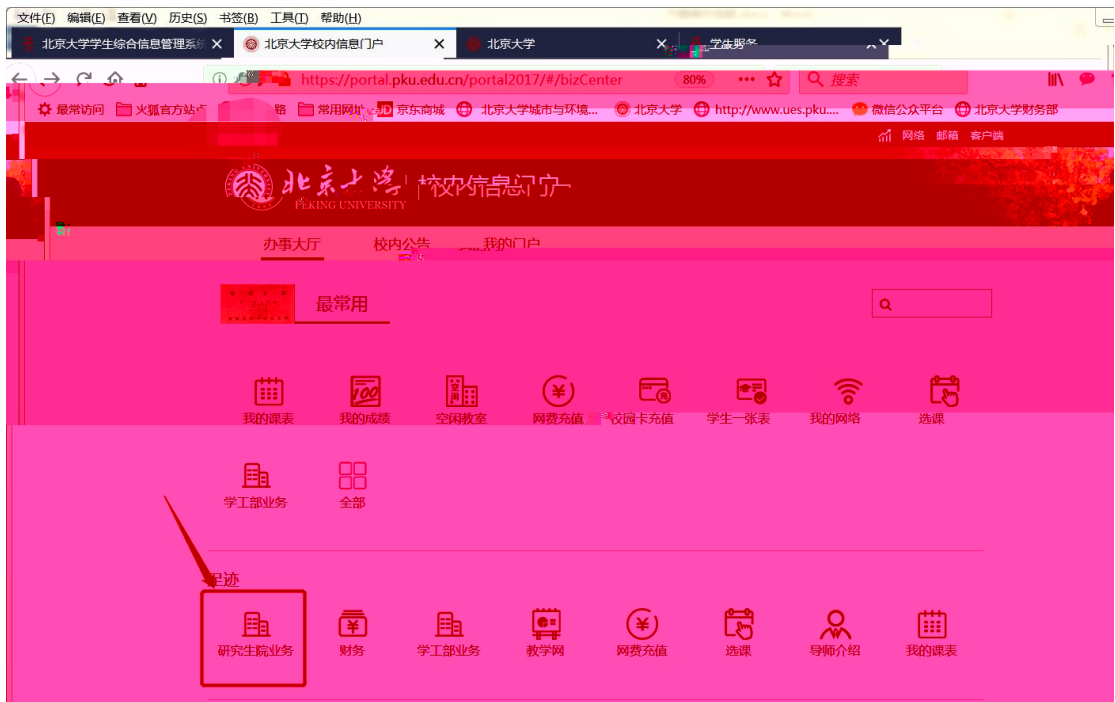 文件(F) 编辑(E) 查看(V) 历史(S) 书签(B) 工具(T) 帮助(H)
北京大学学生综合信息管理系统 × 北京大学校内信息门户 × 北京大学 ×
https://portal.pku.edu.cn/portal2017/#/bizCenter 80% 搜索
最常访问 火狐官方站点 常用网址 JD 京东商城 北京大学城市与环境... 北京大学 http://www.ues.pku.... 微信公众平台 北京大学财务部
网络 邮箱 客户端
北京大学 校内信息门户
PEKING UNIVERSITY
办事大厅 校内公告 我的门户
最常用
我的课表 我的成绩 空闲教室 网费充值 校园卡充值 学生一张表 我的网络 选课
学工部业务 全部
足迹
研究生院业务 财务 学工部业务 教学网 网费充值 选课 导师介绍 我的课表